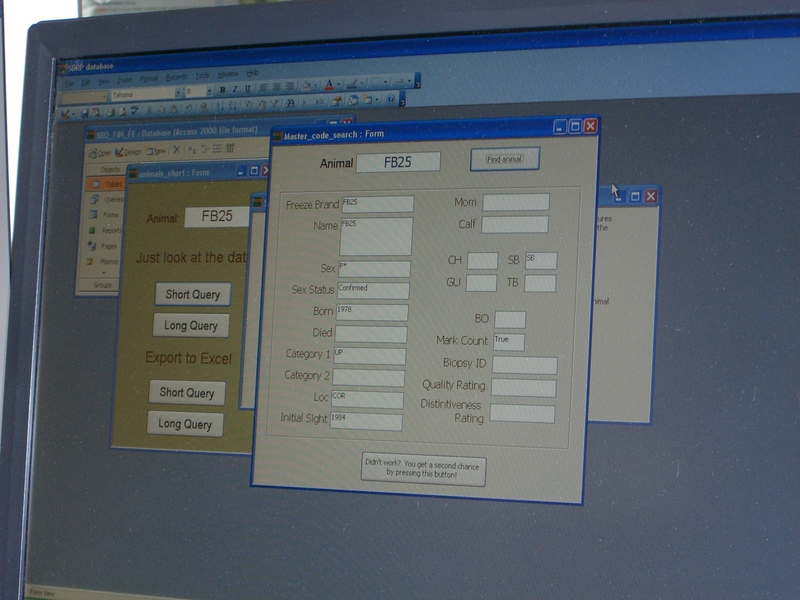 database
File Edit View Insert Format Records Tools Window Help
Tahoma 8 B I U
Database (Access 2000 file format)
Open Design New
Objects
Tables
Queries
Forms
Reports
Pages
Macros
Groups
animals_short : Form
Animal: FB25
Just look at the dat
Short Query
Long Query
Export to Excel
Short Query
Long Query
Master_code_search : Form
Animal FB25 Find animal
Freeze Brand FB25
Name FB25
Sex F*
Sex Status Confirmed
Born 1978
Died
Category 1 UP
Category 2
Loc COR
Initial Sight 1984
Mom
Calf
CH SB SB
GU TB
BO
Mark Count True
Biopsy ID
Quality Rating
Distintiveness
Rating
Didn't work? You get a second chance
by pressing this button!
ures
the
nimal
Form View